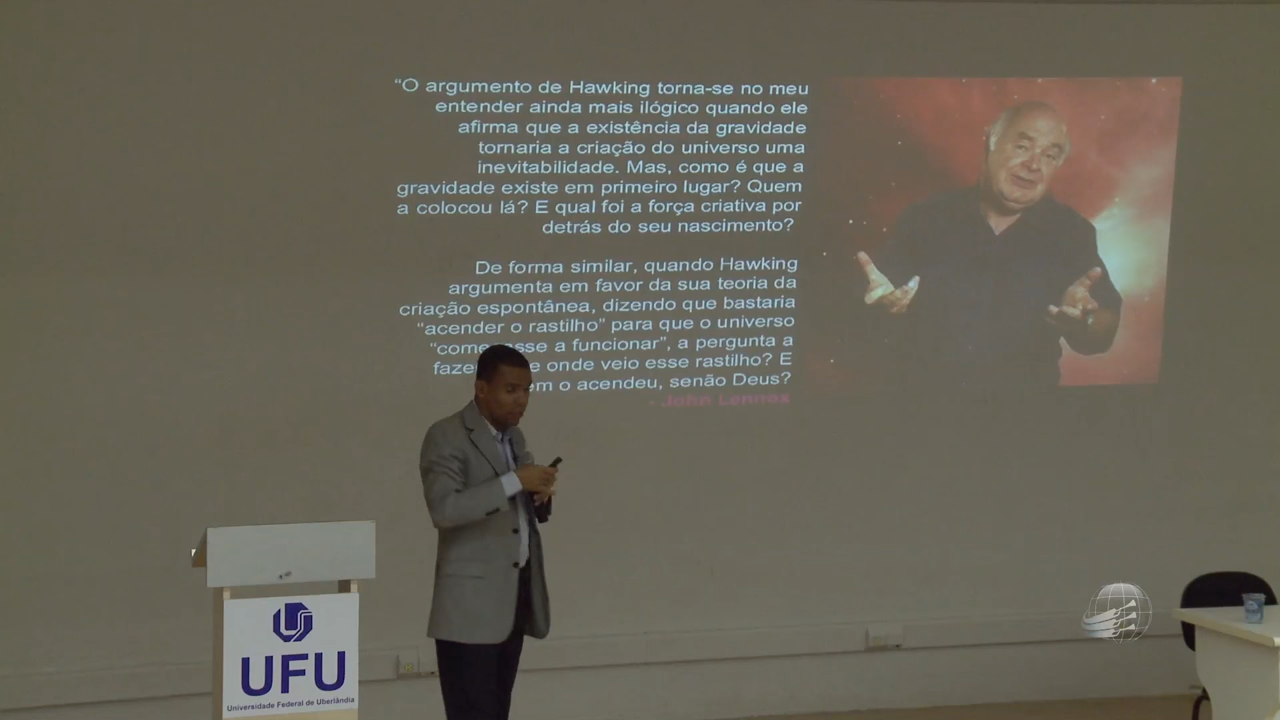 “O argumento de Hawking torna-se no meu
entender ainda mais ilógico quando ele
afirma que a existência da gravidade
tornaria a criação do universo uma
inevitabilidade. Mas, como é que a
gravidade existe em primeiro lugar? Quem
a colocou lá? E qual foi a força criativa por
detrás do seu nascimento?
De forma similar, quando Hawking
argumenta em favor da sua teoria da
criação espontânea, dizendo que bastaria
“acender o rastilho” para que o universo
a funcionar”, a pergunta a
onde veio esse rastilho? E
o acendeu, senão Deus?
- John Lennox
UFU
Universidade Federal de Uberlândia